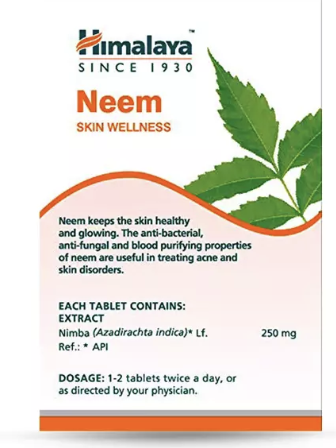 Himalaya™
SINCE 1930
Neem
SKIN WELLNESS
Neem keeps the skin healthy
and glowing. The anti-bacterial,
anti-fungal and blood purifying properties
of neem are useful in treating acne and
skin disorders.
EACH TABLET CONTAINS:
EXTRACT
Nimba (Azadirachta indica)* Lf. 250 mg
Ref.: * API
DOSAGE: 1-2 tablets twice a day, or
as directed by your physician.